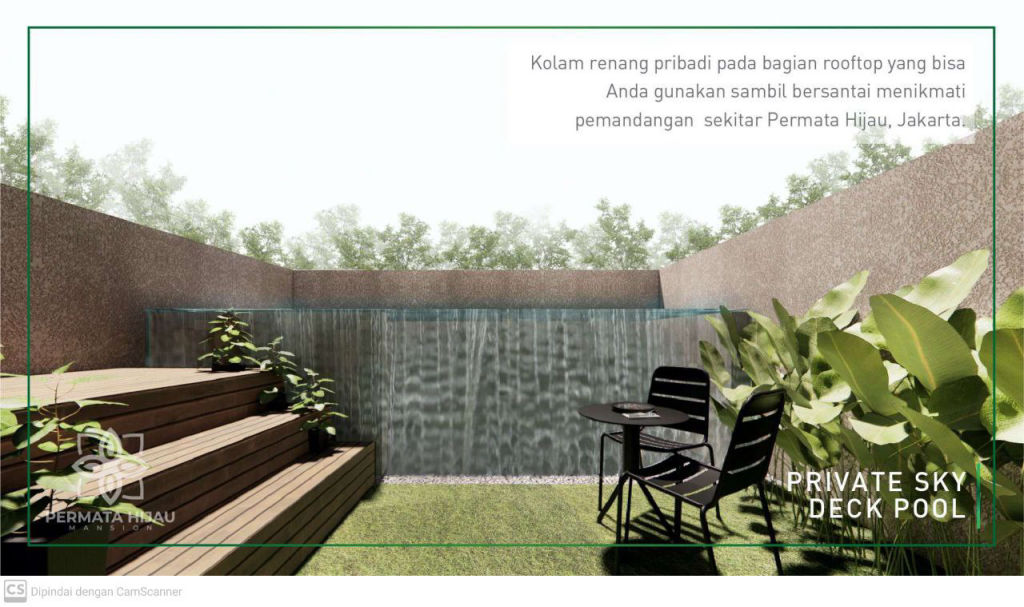 Kolam renang pribadi pada bagian rooftop yang bisa
Anda gunakan sambil bersantai menikmati
pemandangan sekitar Permata Hijau, Jakarta.
PRIVATE SKY
DECK POOL
PERMATA HIJAU
MANSION
CS Dipindai dengan CamScanner